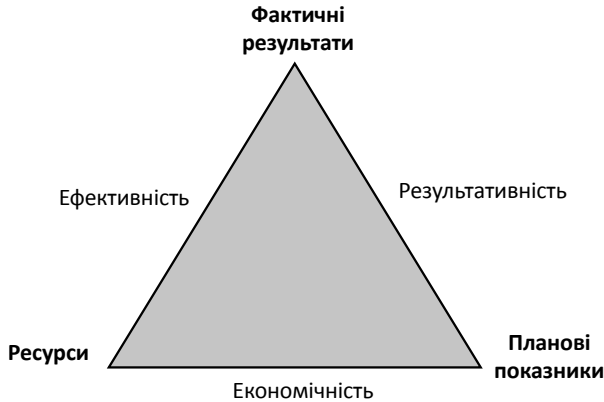 Фактичні
результати
Ефективність
Результативність
Ресурси
Планові
показники
Економічність